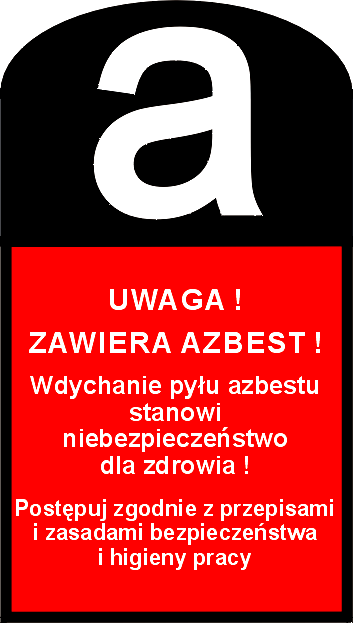 a
UWAGA !
ZAWIERA AZBEST !
Wdychanie pyłu azbestu
stanowi
niebezpieczeństwo
dla zdrowia !
Postępuj zgodnie z przepisami
i zasadami bezpieczeństwa
i higieny pracy